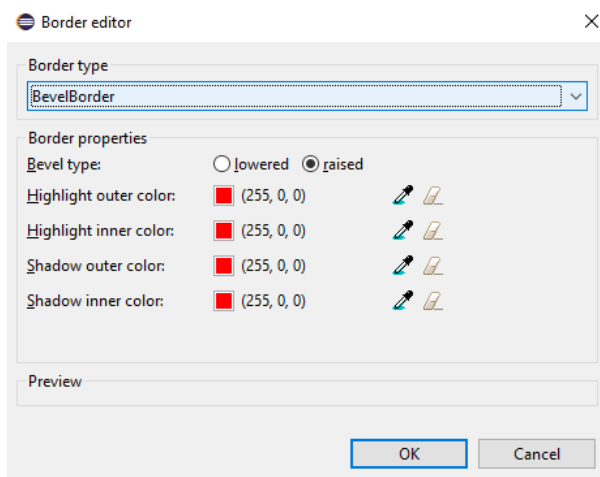 Border editor
Border type
BevelBorder
Border properties
Bevel type: lowered raised
Highlight outer color: (255, 0, 0)
Highlight inner color: (255, 0, 0)
Shadow outer color: (255, 0, 0)
Shadow inner color: (255, 0, 0)
Preview
OK Cancel